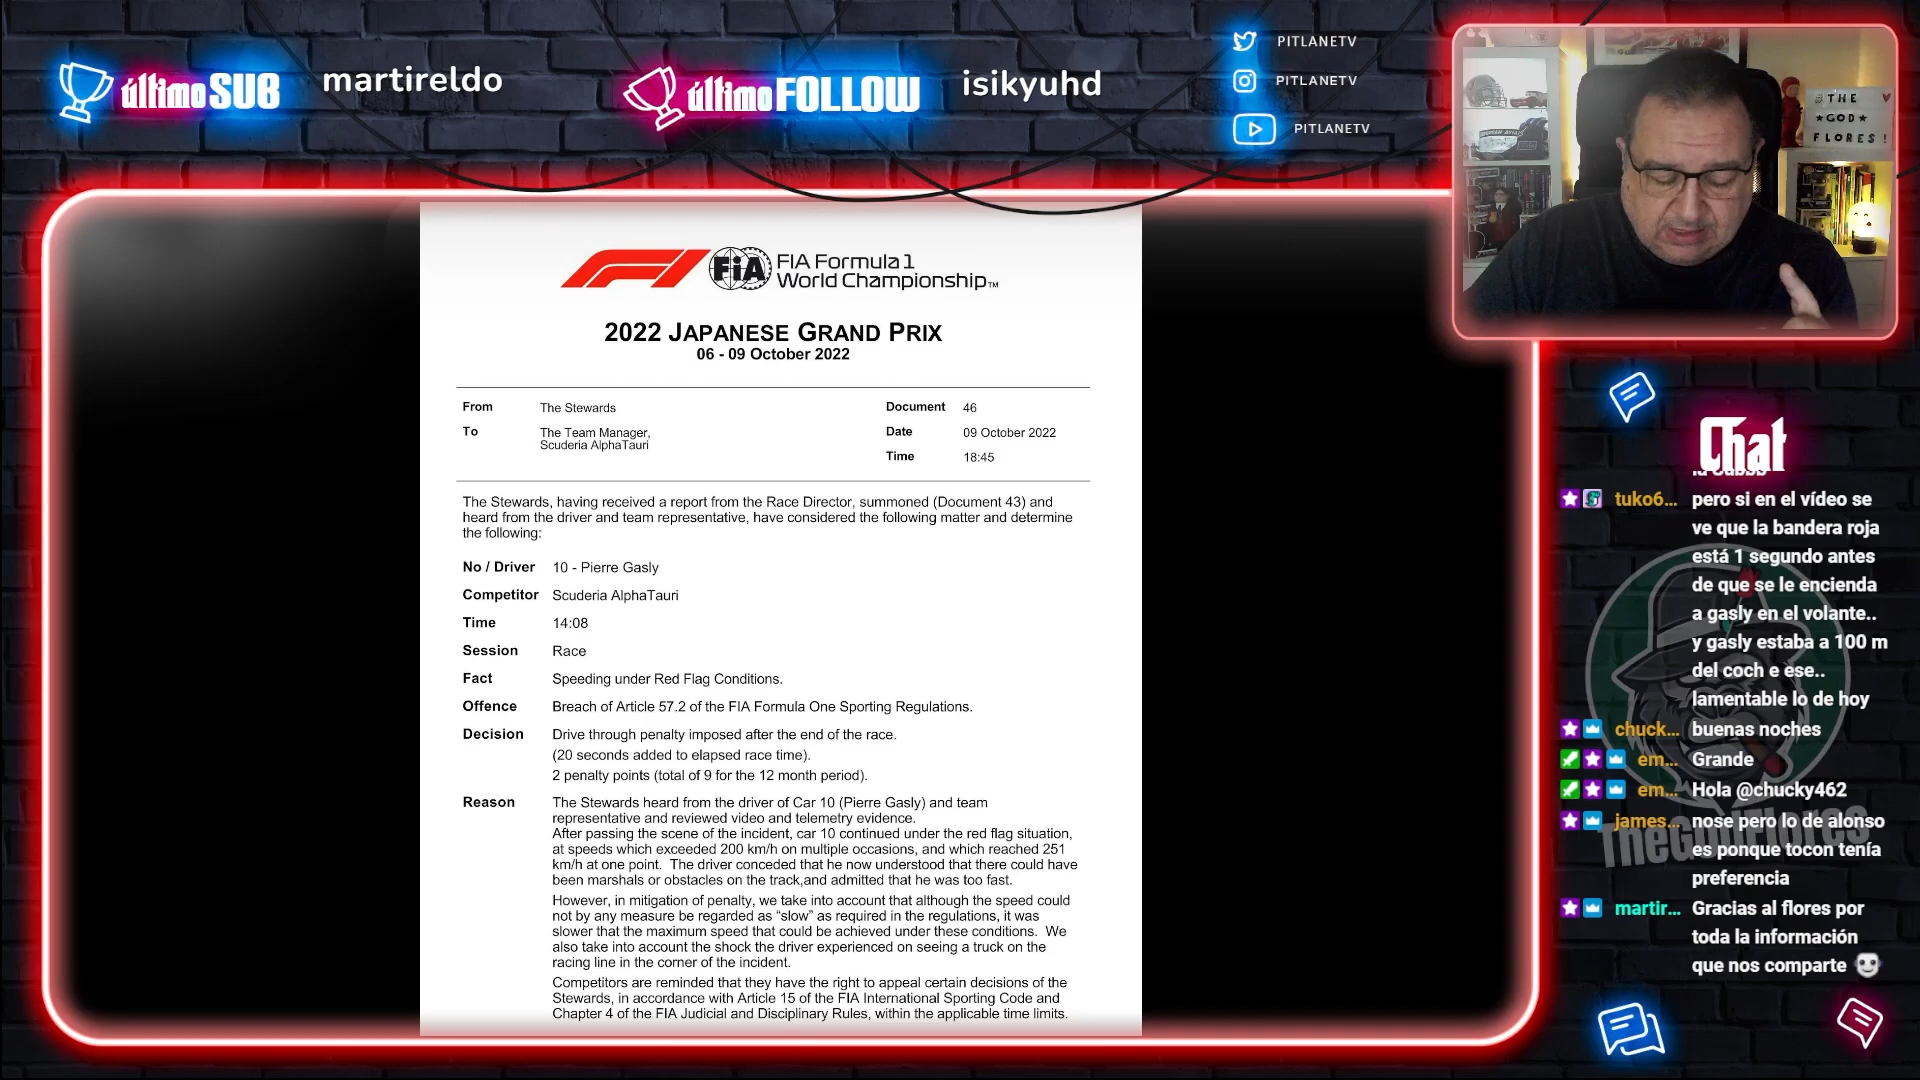 último SUB
martireldo
último FOLLOW
isikyuhd
PITLANETV
PITLANETV
PITLANETV
#THE
★GOD★
FLORES!
F1 FIA FIA Formula 1
World Championship™
2022 JAPANESE GRAND PRIX
06 - 09 October 2022
From The Stewards
To The Team Manager,
Scuderia AlphaTauri
Document 46
Date 09 October 2022
Time 18:45
The Stewards, having received a report from the Race Director, summoned (Document 43) and
heard from the driver and team representative, have considered the following matter and determine
the following:
No / Driver 10 - Pierre Gasly
Competitor Scuderia AlphaTauri
Time 14:08
Session Race
Fact Speeding under Red Flag Conditions.
Offence Breach of Article 57.2 of the FIA Formula One Sporting Regulations.
Decision Drive through penalty imposed after the end of the race.
(20 seconds added to elapsed race time).
2 penalty points (total of 9 for the 12 month period).
Reason The Stewards heard from the driver of Car 10 (Pierre Gasly) and team
representative and reviewed video and telemetry evidence.
After passing the scene of the incident, car 10 continued under the red flag situation,
at speeds which exceeded 200 km/h on multiple occasions, and which reached 251
km/h at one point. The driver conceded that he now understood that there could have
been marshals or obstacles on the track,and admitted that he was too fast.
However, in mitigation of penalty, we take into account that although the speed could
not by any measure be regarded as “slow” as required in the regulations, it was
slower that the maximum speed that could be achieved under these conditions. We
also take into account the shock the driver experienced on seeing a truck on the
racing line in the corner of the incident.
Competitors are reminded that they have the right to appeal certain decisions of the
Stewards, in accordance with Article 15 of the FIA International Sporting Code and
Chapter 4 of the FIA Judicial and Disciplinary Rules, within the applicable time limits.
Chat
tuko6... pero si en el vídeo se
ve que la bandera roja
está 1 segundo antes
de que se le encienda
a gasly en el volante..
y gasly estaba a 100 m
del coch e ese..
lamentable lo de hoy
chuck... buenas noches
em... Grande
em... Hola @chucky462
james... nose pero lo de alonso
es ponque tocon tenía
preferencia
martir... Gracias al flores por
toda la información
que nos comparte
TheGodFlores